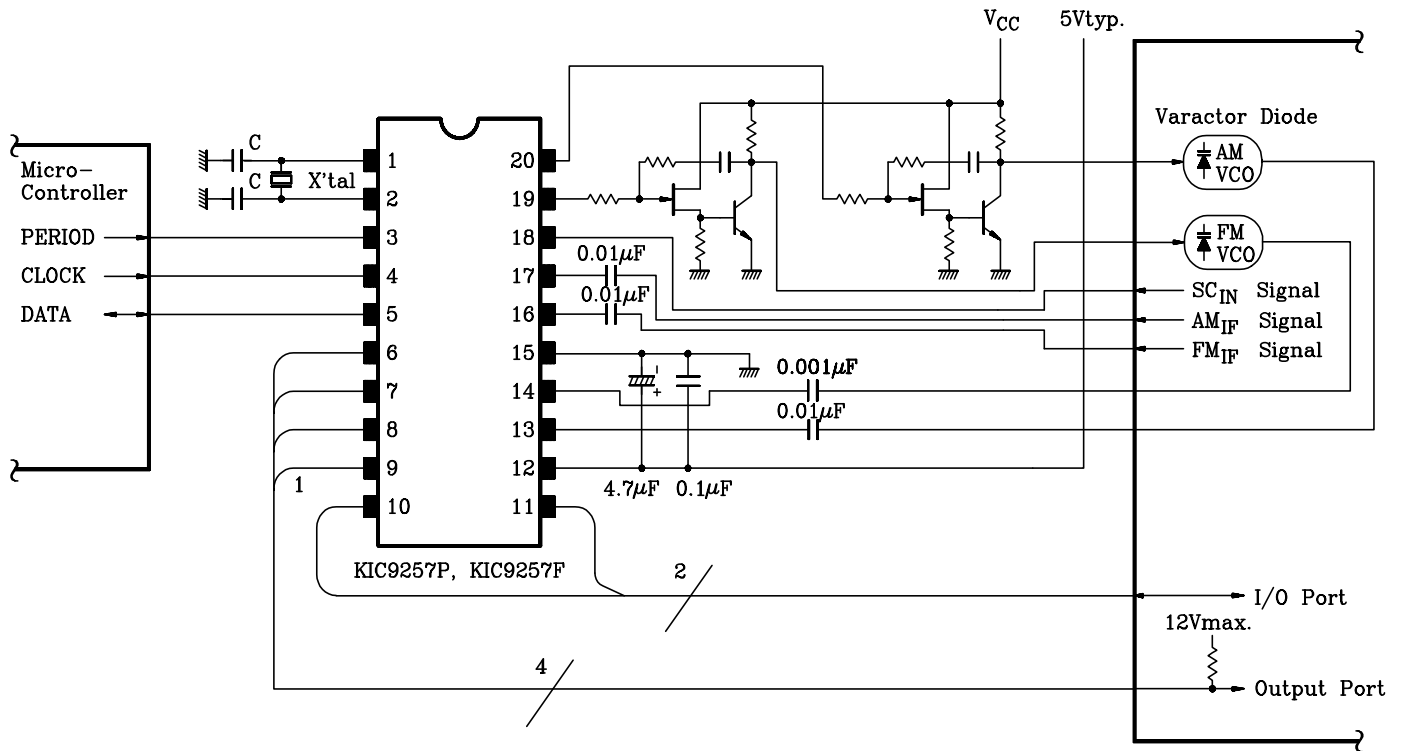 VCC
5Vtyp.
Varactor Diode
Micro-
Controller
PERIOD
CLOCK
DATA
C
C
X'tal
1
2
3
4
5
6
7
8
9
10
20
19
18
17
16
15
14
13
12
11
1
KIC9257P, KIC9257F
0.01μF
0.01μF
0.001μF
0.01μF
-
+
4.7μF
0.1μF
AM
VCO
FM
VCO
SCIN Signal
AMIF Signal
FMIF Signal
2
I/O Port
12Vmax.
4
Output Port